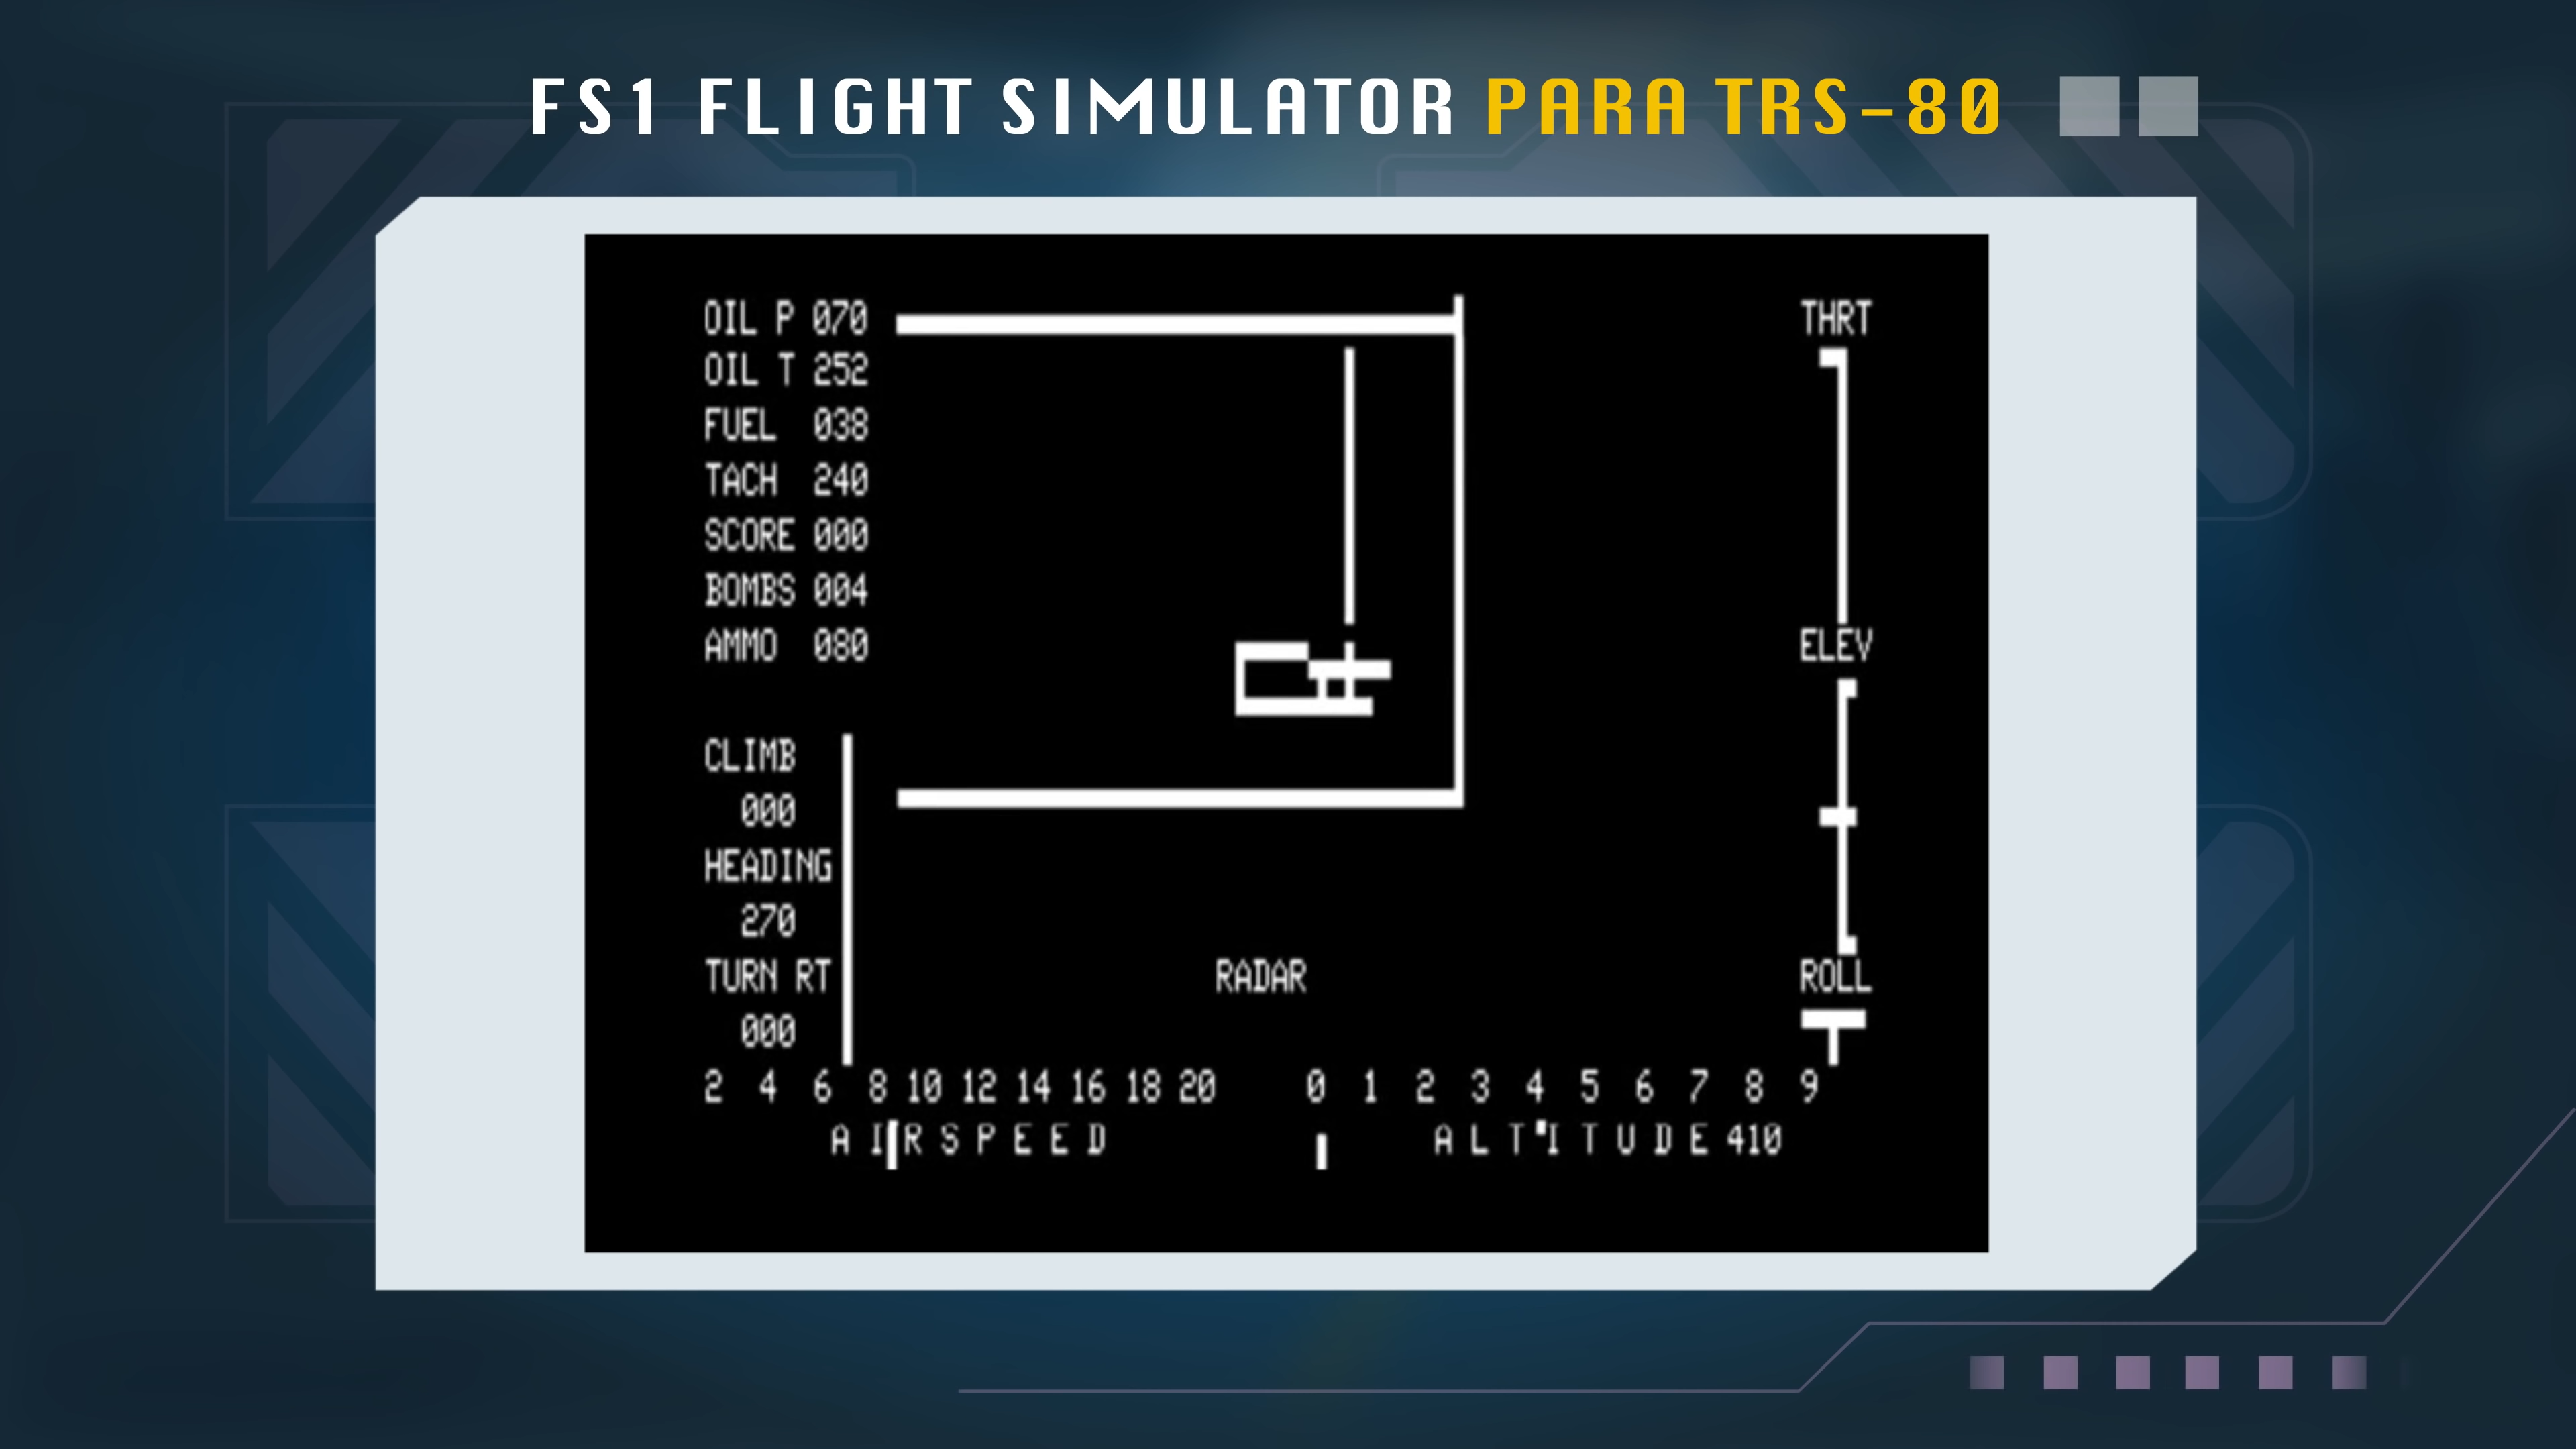 FS1 FLIGHT SIMULATOR PARA TRS-80
OIL P 070
OIL T 252
FUEL 038
TACH 240
SCORE 000
BOMBS 004
AMMO 080
CLIMB
000
HEADING
270
TURN RT
000
THRT
ELEV
ROLL
RADAR
2 4 6 8 10 12 14 16 18 20
0 1 2 3 4 5 6 7 8 9
AIRSPEED
ALTITUDE 410